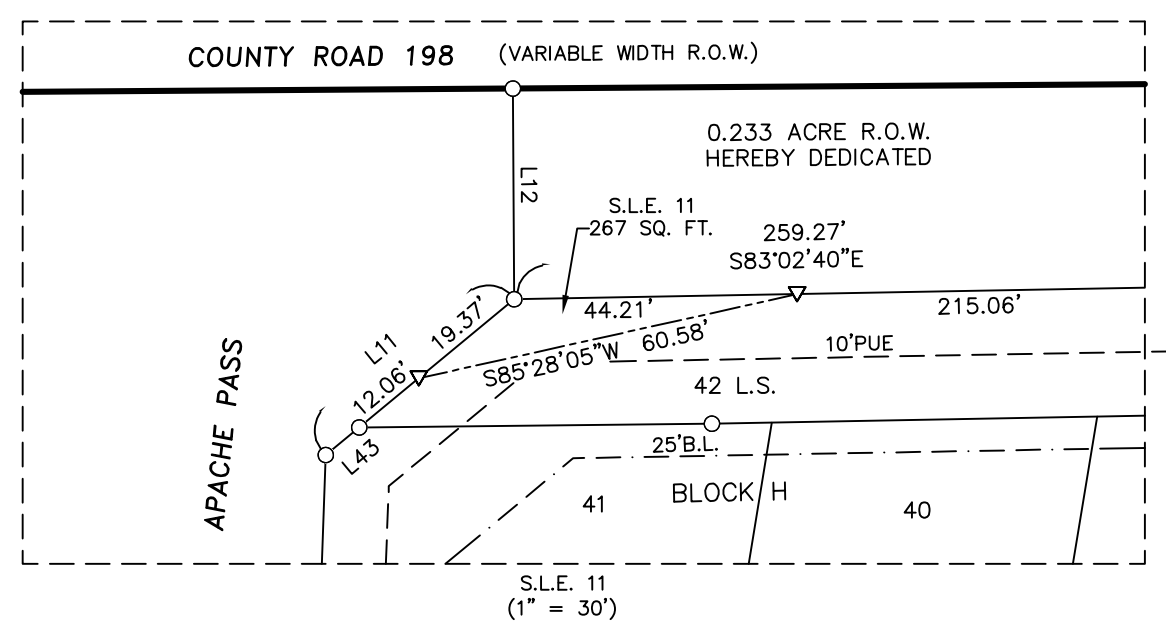 COUNTY ROAD 198 (VARIABLE WIDTH R.O.W.)
0.233 ACRE R.O.W.
HEREBY DEDICATED
L12
S.L.E. 11
267 SQ. FT.
259.27'
S83°02'40"E
44.21'
215.06'
19.37'
L11
12.06'
S85°28'05"W 60.58'
10'PUE
42 L.S.
L43
25'B.L.
APACHE PASS
BLOCK H
41
40
S.L.E. 11
(1" = 30')